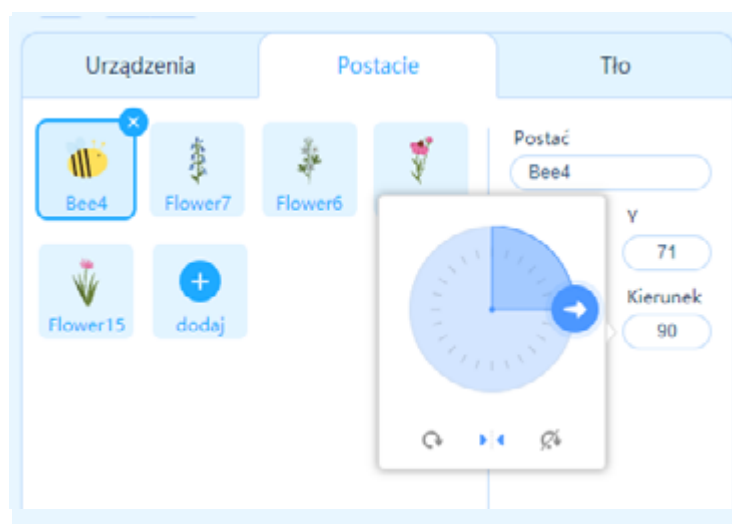 Urządzenia Postacie Tło
Postać
Bee4
Bee4 Flower7 Flower6
Y
71
Kierunek
90
Flower15 dodaj